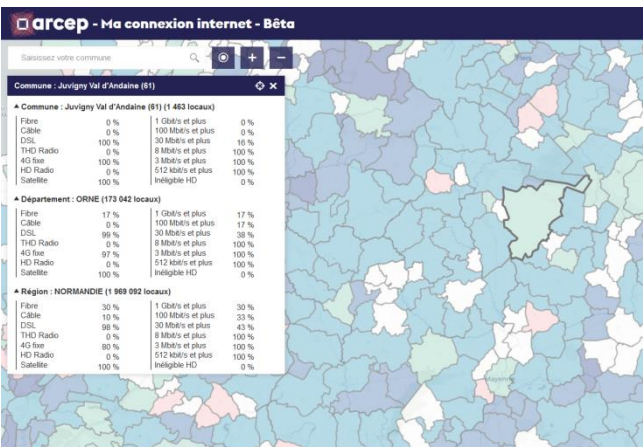 arcep - Ma connexion internet - Bêta
Saisissez votre commune
Commune : Juvigny Val d'Andaine (61)
Commune : Juvigny Val d'Andaine (61) (1 463 locaux)
Fibre 0 % 1 Gbit/s et plus 0 %
Câble 0 % 100 Mbit/s et plus 0 %
DSL 100 % 30 Mbit/s et plus 16 %
THD Radio 0 % 8 Mbit/s et plus 100 %
4G fixe 100 % 3 Mbit/s et plus 100 %
HD Radio 0 % 512 kbit/s et plus 100 %
Satellite 100 % Inéligible HD 0 %
Département : ORNE (173 042 locaux)
Fibre 17 % 1 Gbit/s et plus 17 %
Câble 0 % 100 Mbit/s et plus 17 %
DSL 99 % 30 Mbit/s et plus 38 %
THD Radio 0 % 8 Mbit/s et plus 100 %
4G fixe 97 % 3 Mbit/s et plus 100 %
HD Radio 0 % 512 kbit/s et plus 100 %
Satellite 100 % Inéligible HD 0 %
Région : NORMANDIE (1 969 092 locaux)
Fibre 30 % 1 Gbit/s et plus 30 %
Câble 10 % 100 Mbit/s et plus 33 %
DSL 98 % 30 Mbit/s et plus 43 %
THD Radio 0 % 8 Mbit/s et plus 100 %
4G fixe 80 % 3 Mbit/s et plus 100 %
HD Radio 0 % 512 kbit/s et plus 100 %
Satellite 100 % Inéligible HD 0 %
Flers
Mayenne